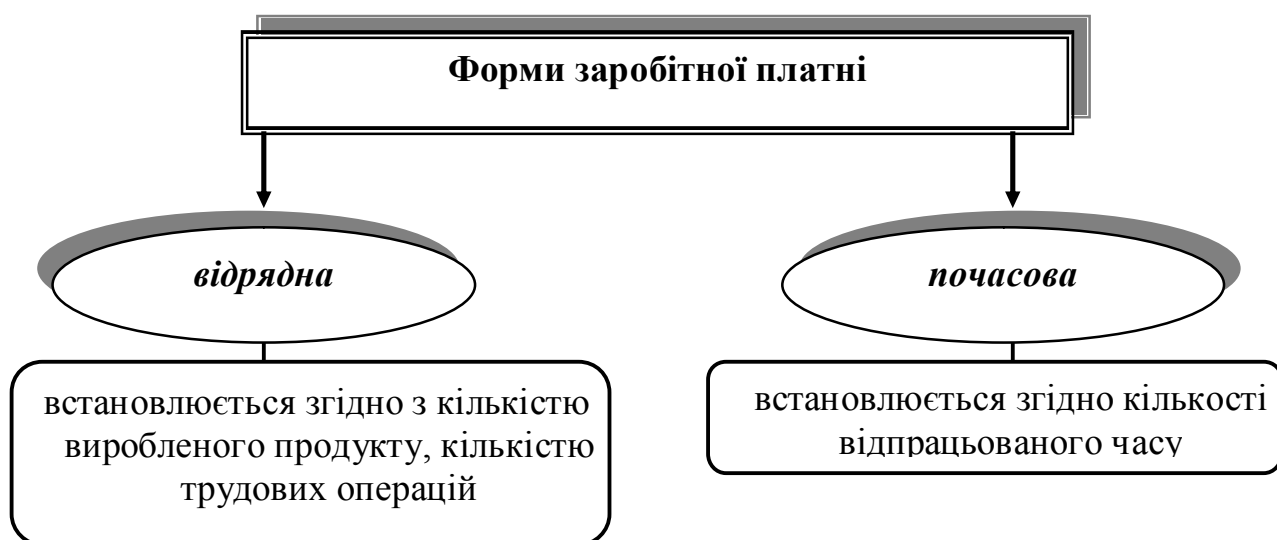 Форми заробітної платні
відрядна
почасова
встановлюється згідно з кількістю
виробленого продукту, кількістю
трудових операцій
встановлюється згідно кількості
відпрацьованого часу